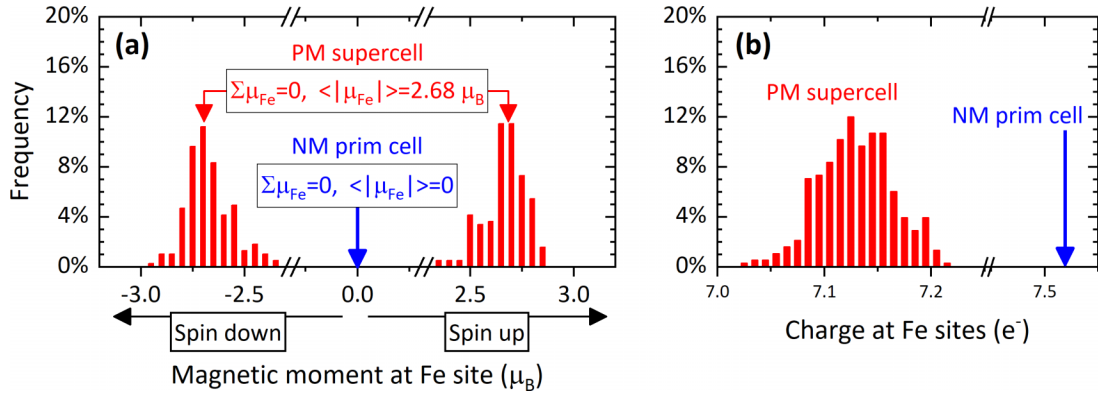 (a)
PM supercell
Σμ_Fe=0, <|μ_Fe|>=2.68 μ_B
NM prim cell
Σμ_Fe=0, <|μ_Fe|>=0
Frequency
20%
16%
12%
8%
4%
0%
-3.0 -2.5 0.0 2.5 3.0
Spin down Spin up
Magnetic moment at Fe site (μ_B)
(b)
PM supercell
NM prim cell
20%
16%
12%
8%
4%
0%
7.0 7.1 7.2 7.5
Charge at Fe sites (e⁻)